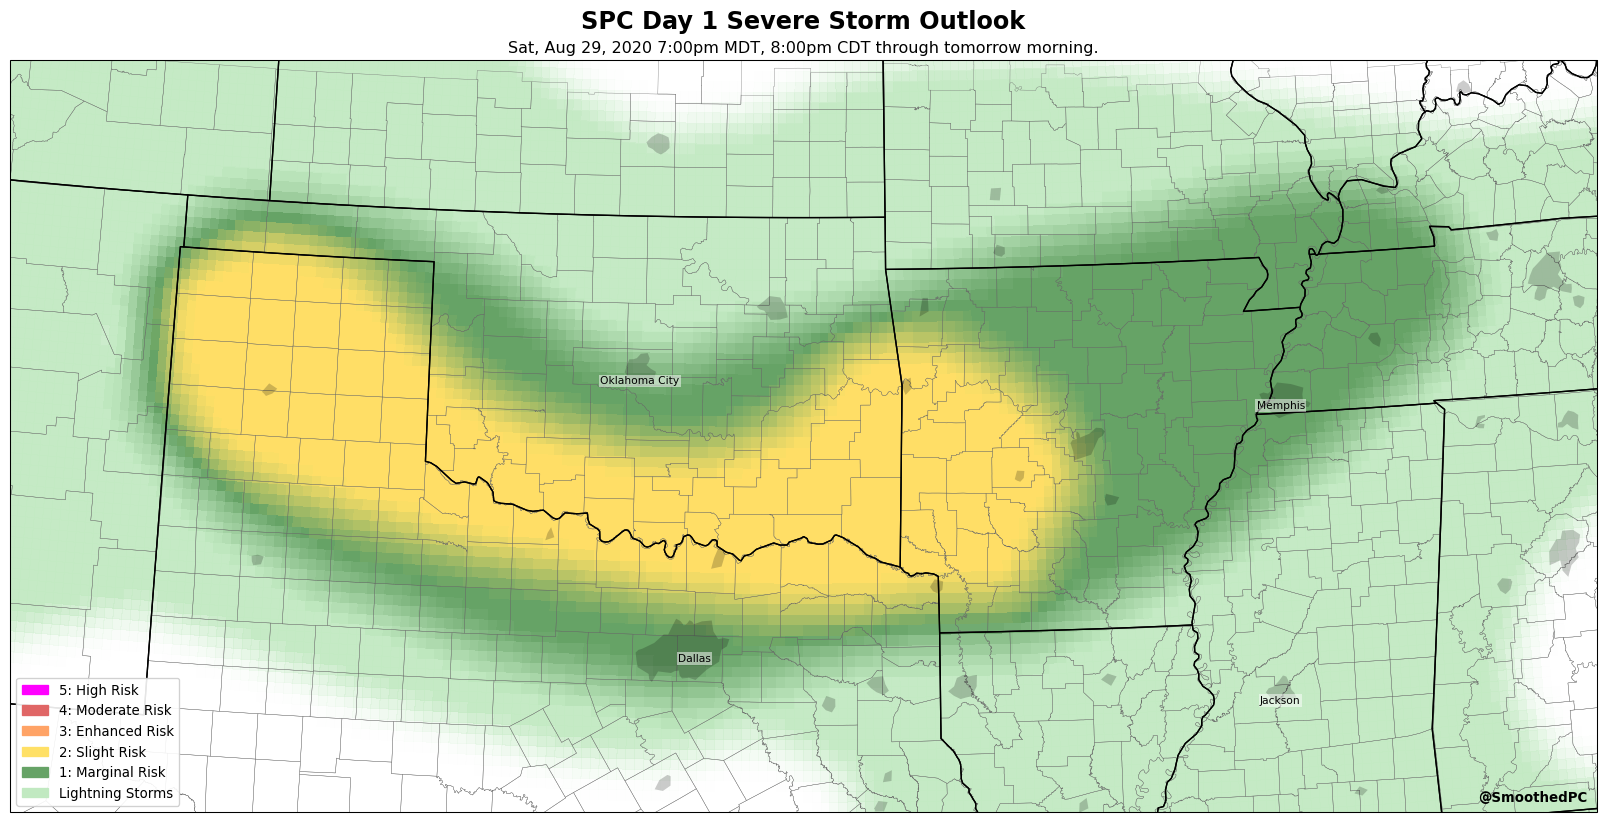 SPC Day 1 Severe Storm Outlook
Sat, Aug 29, 2020 7:00pm MDT, 8:00pm CDT through tomorrow morning.
Oklahoma City
Memphis
Dallas
Jackson
5: High Risk
4: Moderate Risk
3: Enhanced Risk
2: Slight Risk
1: Marginal Risk
Lightning Storms
@SmoothedPC